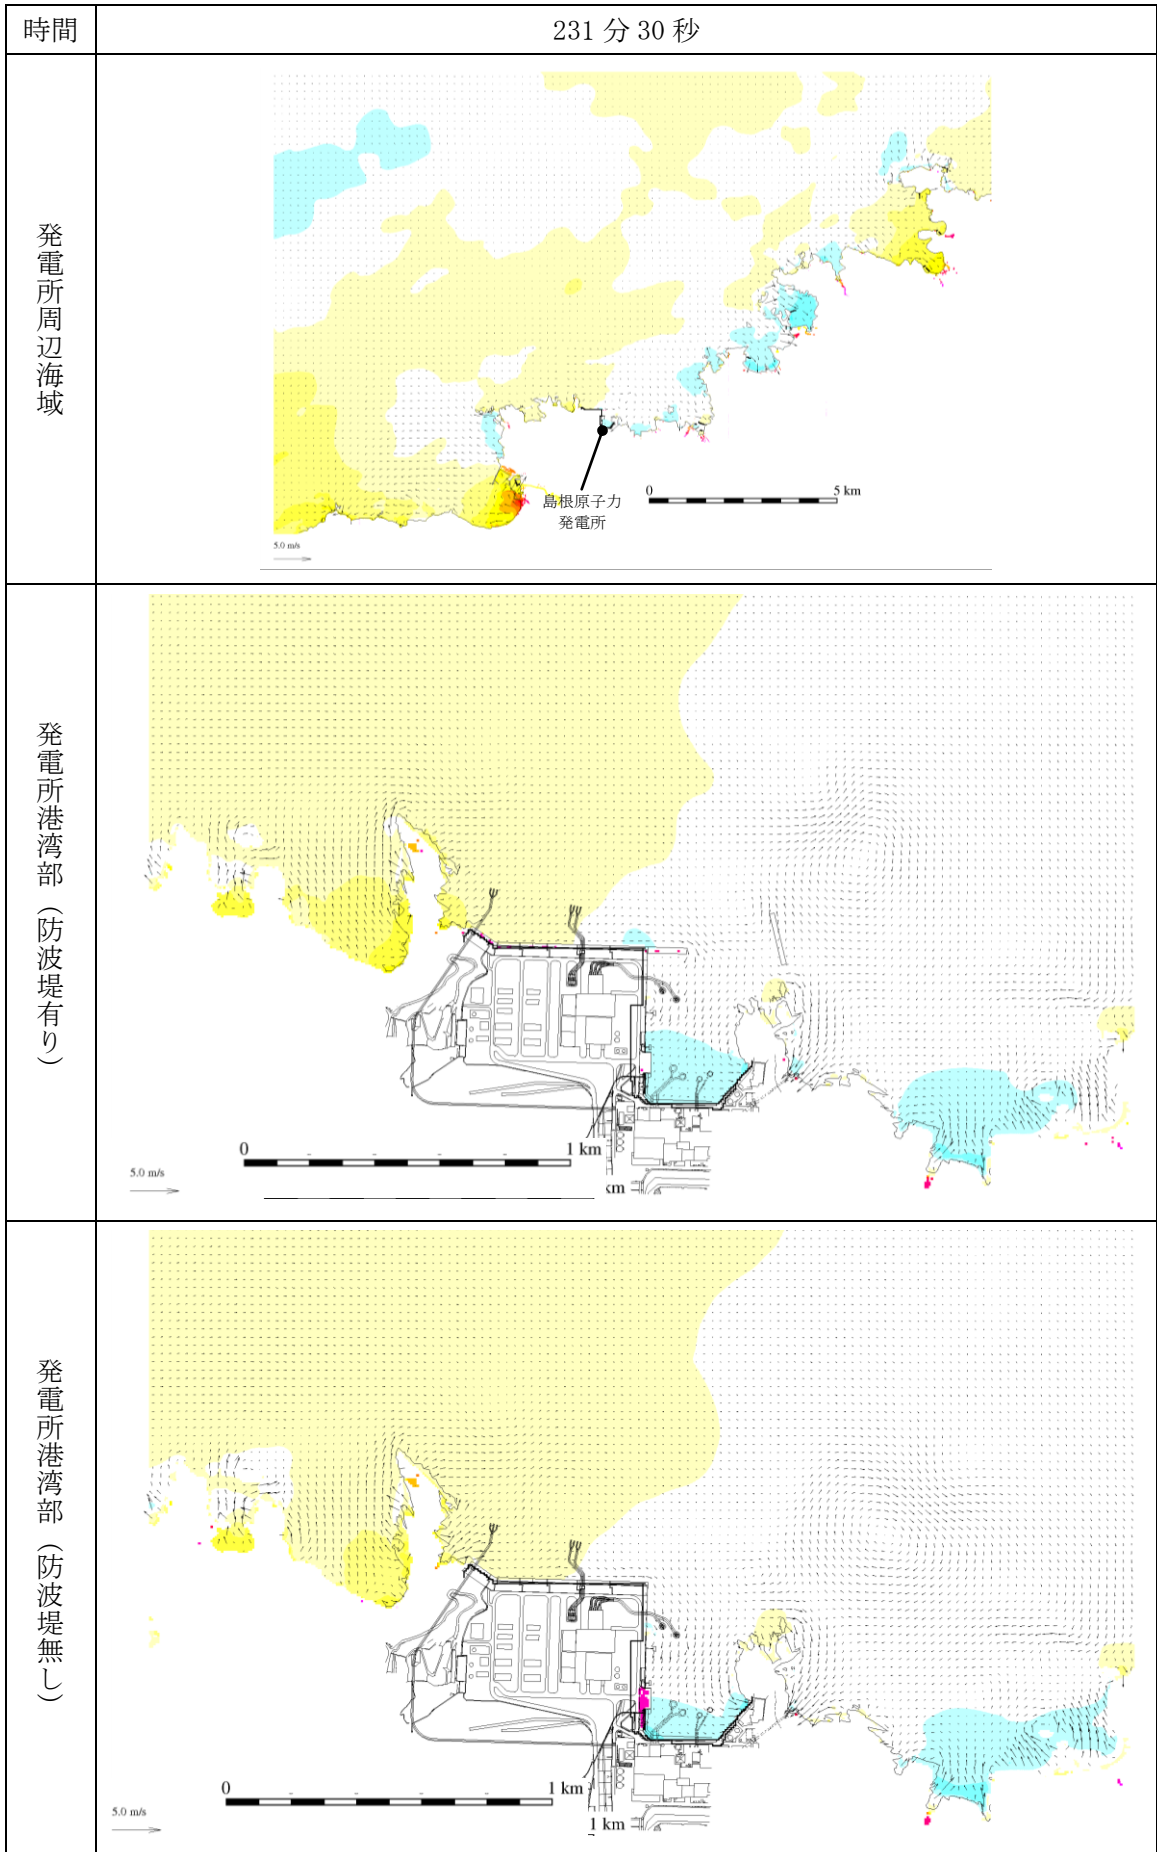 時間
231 分 30 秒
発電所周辺海域
島根原子力
発電所
0
5 km
5.0 m/s
発電所港湾部（防波堤有り）
0
1 km
5.0 m/s
km
発電所港湾部（防波堤無し）
0
1 km
5.0 m/s
1 km